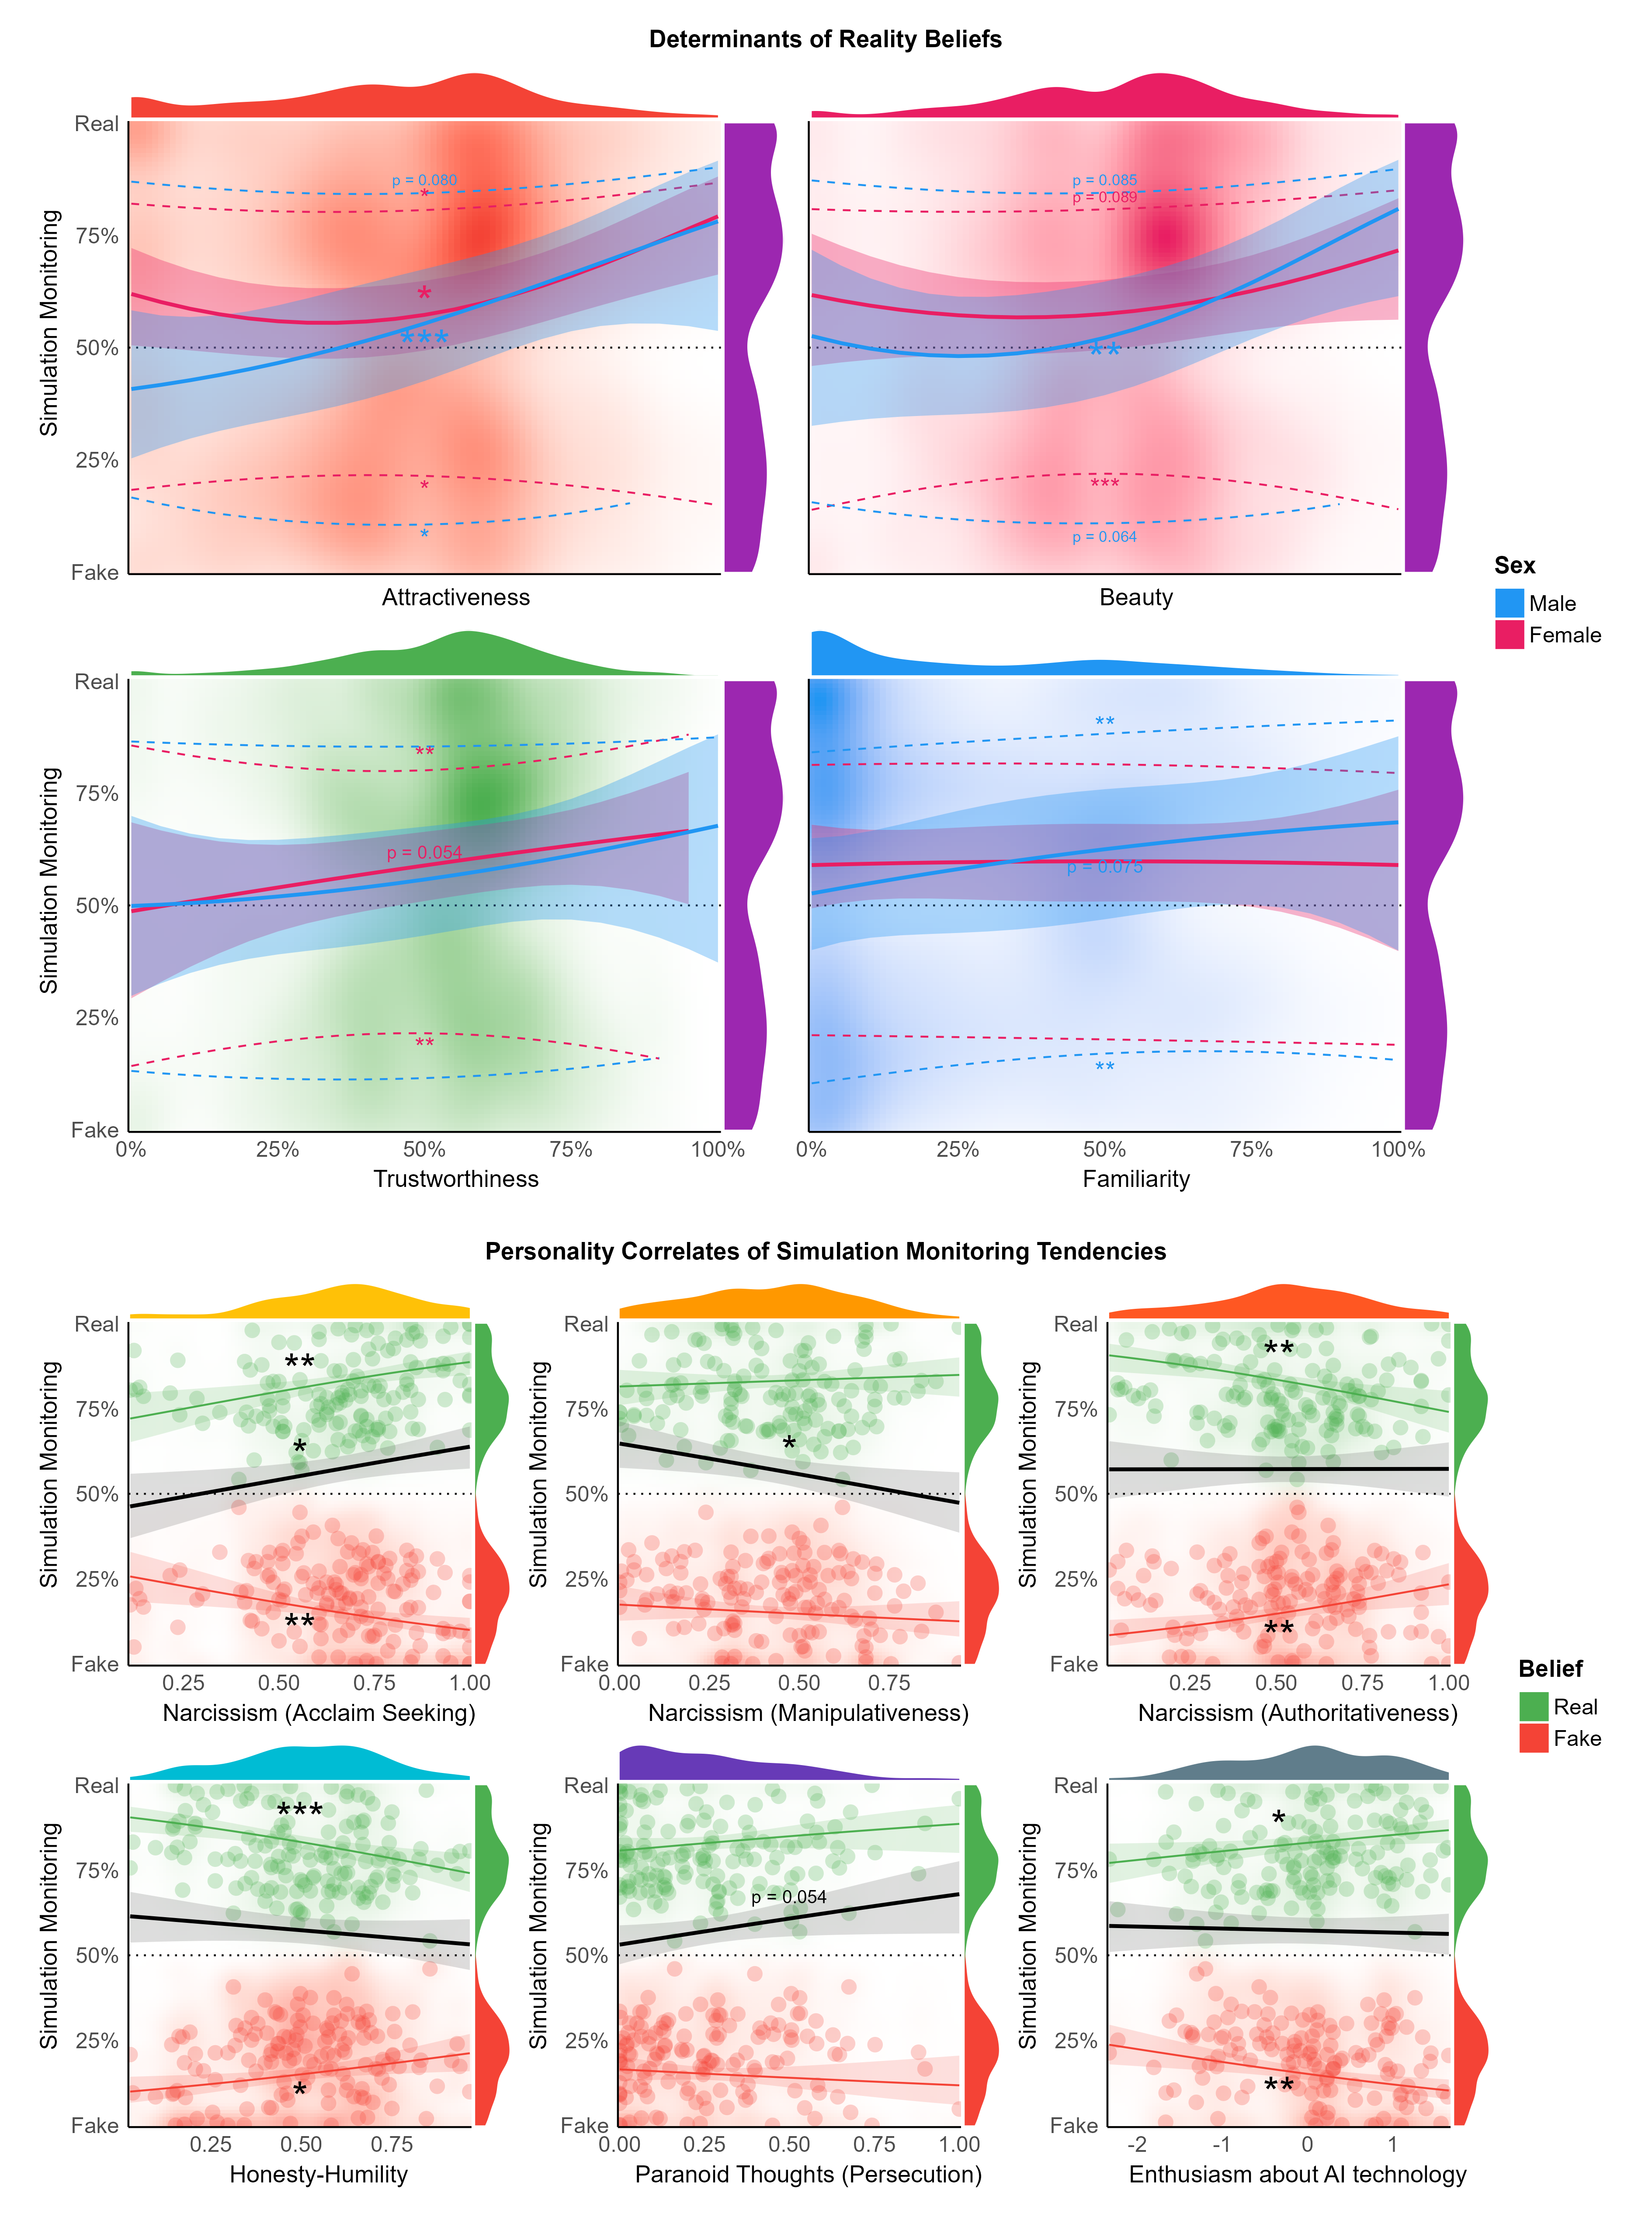 Determinants of Reality Beliefs
Real
75%
50%
25%
Fake
Simulation Monitoring
p = 0.080
*
*
***
*
*
Attractiveness
p = 0.085
p = 0.089
**
***
p = 0.064
Beauty
Sex
Male
Female
Real
75%
50%
25%
Fake
Simulation Monitoring
**
p = 0.054
**
0% 25% 50% 75% 100%
Trustworthiness
**
p = 0.075
**
0% 25% 50% 75% 100%
Familiarity
Personality Correlates of Simulation Monitoring Tendencies
Real
75%
50%
25%
Fake
Simulation Monitoring
**
*
**
0.25 0.50 0.75 1.00
Narcissism (Acclaim Seeking)
Real
75%
50%
25%
Fake
Simulation Monitoring
*
0.00 0.25 0.50 0.75
Narcissism (Manipulativeness)
Real
75%
50%
25%
Fake
Simulation Monitoring
**
**
0.25 0.50 0.75 1.00
Narcissism (Authoritativeness)
Belief
Real
Fake
Real
75%
50%
25%
Fake
Simulation Monitoring
***
*
0.25 0.50 0.75
Honesty-Humility
Real
75%
50%
25%
Fake
Simulation Monitoring
p = 0.054
0.00 0.25 0.50 0.75 1.00
Paranoid Thoughts (Persecution)
Real
75%
50%
25%
Fake
Simulation Monitoring
*
**
-2 -1 0 1
Enthusiasm about AI technology